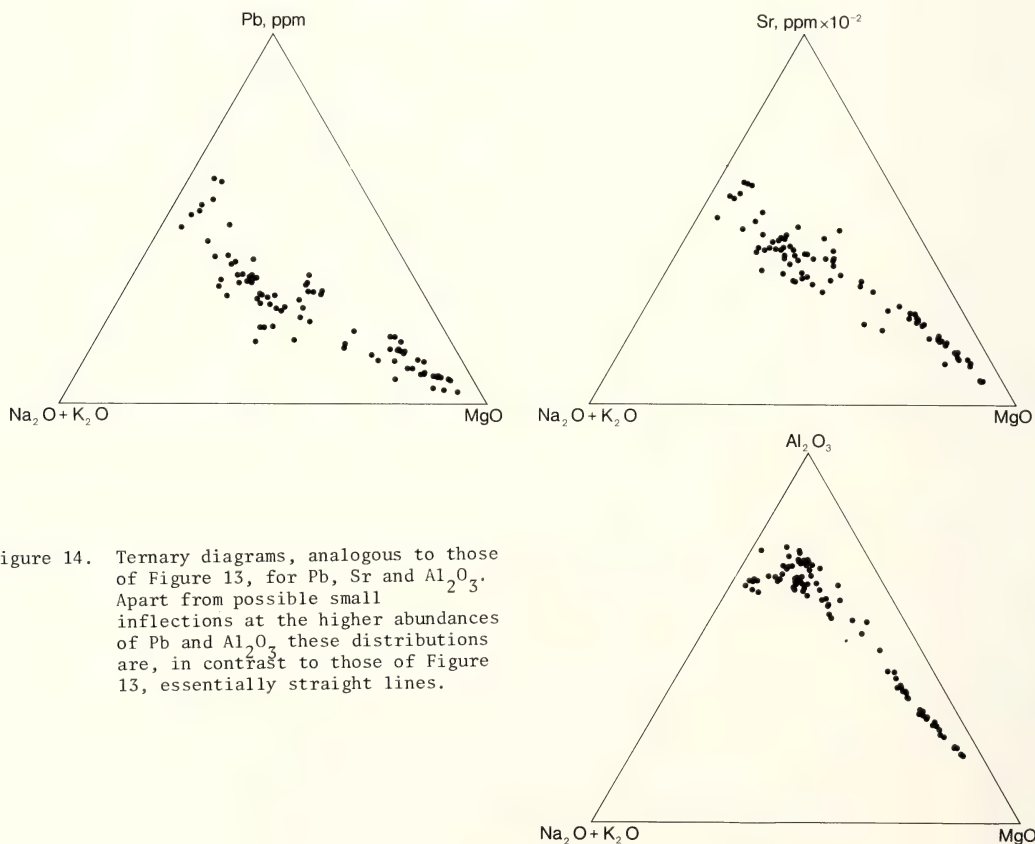 Pb, ppm
Sr, ppm×10⁻²
Na₂O + K₂O
MgO
Na₂O + K₂O
MgO
Al₂O₃
igure 14. Ternary diagrams, analogous to those
of Figure 13, for Pb, Sr and Al₂O₃.
Apart from possible small
inflections at the higher abundances
of Pb and Al₂O₃ these distributions
are, in contrast to those of Figure
13, essentially straight lines.
Na₂O + K₂O
MgO